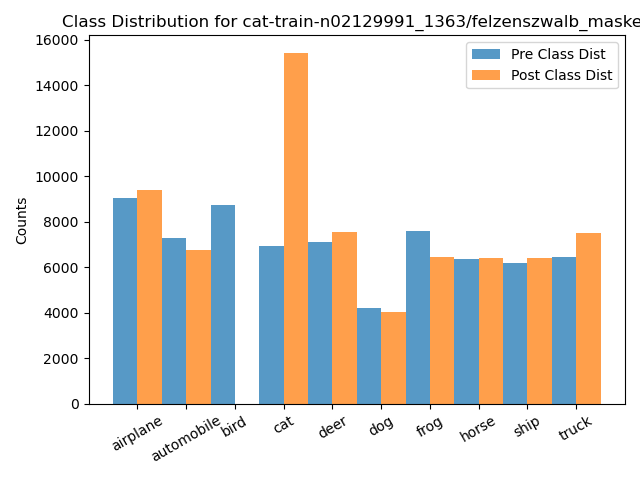 Class Distribution for cat-train-n02129991_1363/felzenszwalb_maske
Pre Class Dist
Post Class Dist
Counts
16000
14000
12000
10000
8000
6000
4000
2000
0
airplane
automobile
bird
cat
deer
dog
frog
horse
ship
truck